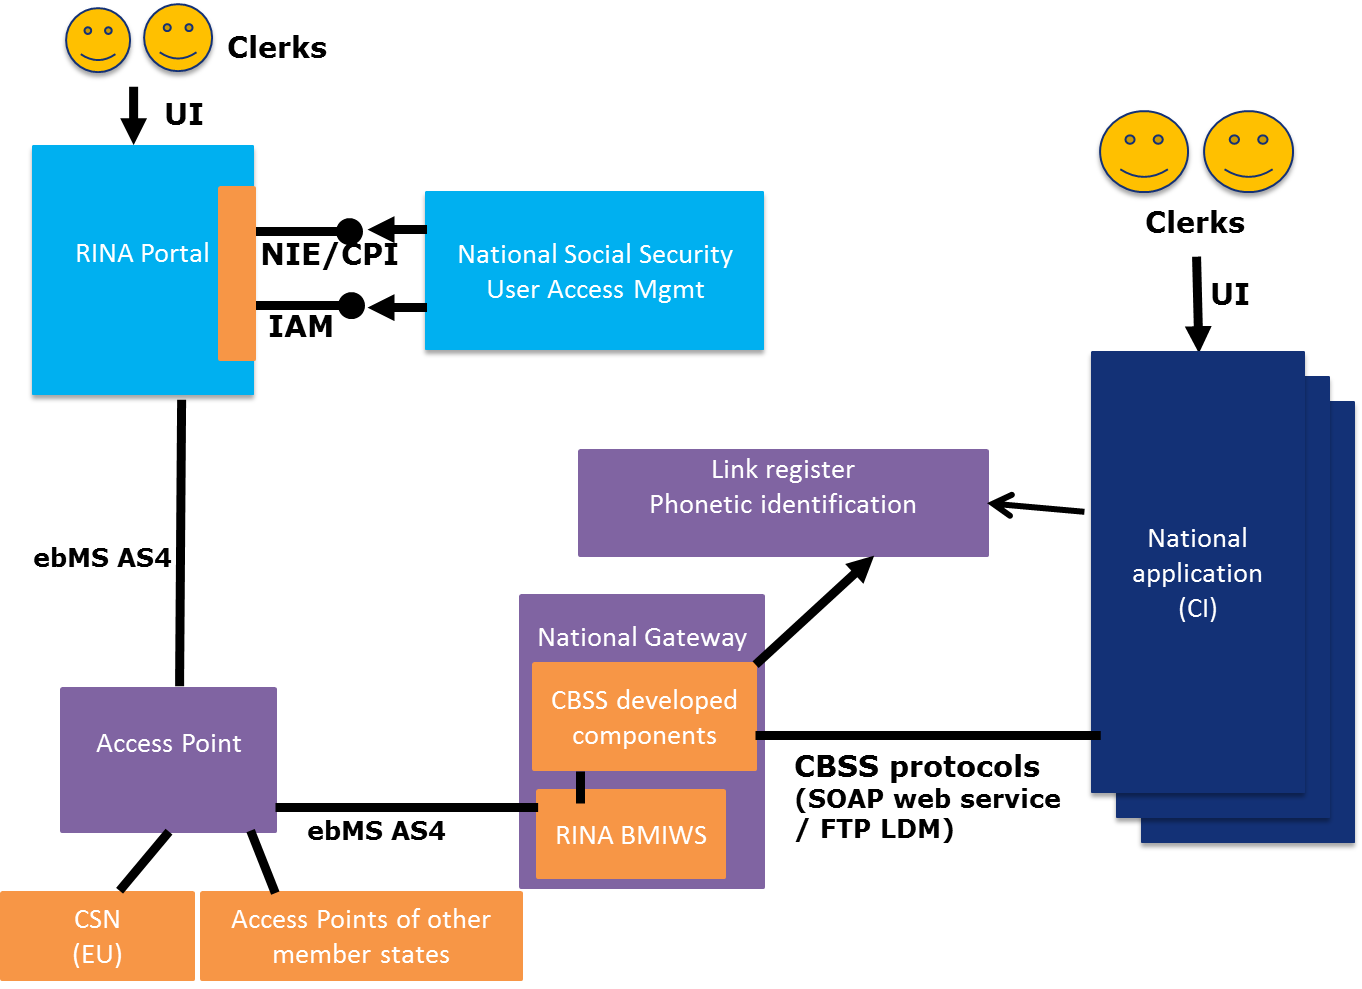 Clerks
UI
RINA Portal
NIE/CPI
IAM
National Social Security
User Access Mgmt
Clerks
UI
Link register
Phonetic identification
National
application
(CI)
ebMS AS4
National Gateway
CBSS developed
components
Access Point
CBSS protocols
(SOAP web service
/ FTP LDM)
ebMS AS4
RINA BMIWS
CSN
(EU)
Access Points of other
member states